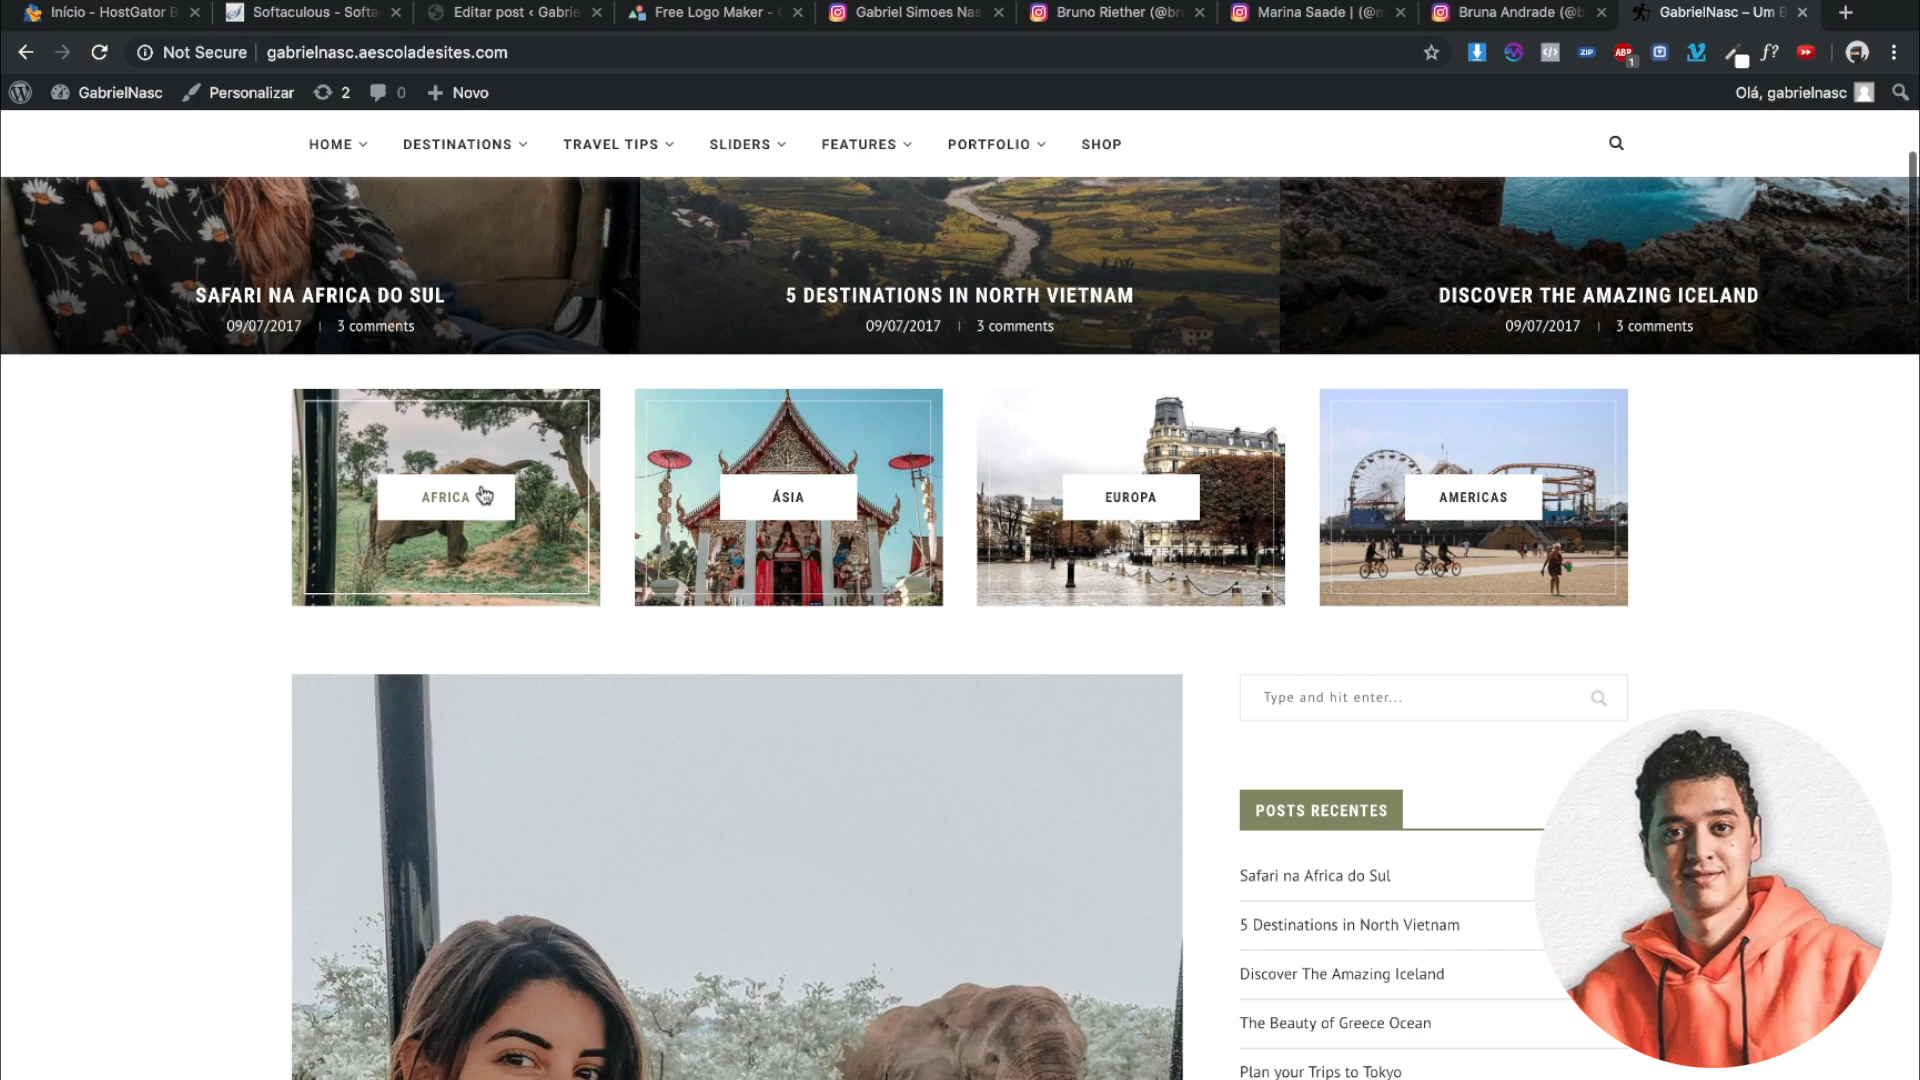 Início - HostGator B
Softaculous - Softa
Editar post ‹ Gabrie
Free Logo Maker -
Gabriel Simoes Nas
Bruno Riether (@br
Marina Saade | (@m
Bruna Andrade (@b
GabrielNasc – Um B
Not Secure
gabrielnasc.aescoladesites.com
ZIP
ABP
1
f?
GabrielNasc
Personalizar
2
0
Novo
Olá, gabrielnasc
HOME
DESTINATIONS
TRAVEL TIPS
SLIDERS
FEATURES
PORTFOLIO
SHOP
SAFARI NA AFRICA DO SUL
09/07/2017 | 3 comments
5 DESTINATIONS IN NORTH VIETNAM
09/07/2017 | 3 comments
DISCOVER THE AMAZING ICELAND
09/07/2017 | 3 comments
AFRICA
ÁSIA
EUROPA
AMERICAS
Type and hit enter...
POSTS RECENTES
Safari na Africa do Sul
5 Destinations in North Vietnam
Discover The Amazing Iceland
The Beauty of Greece Ocean
Plan your Trips to Tokyo